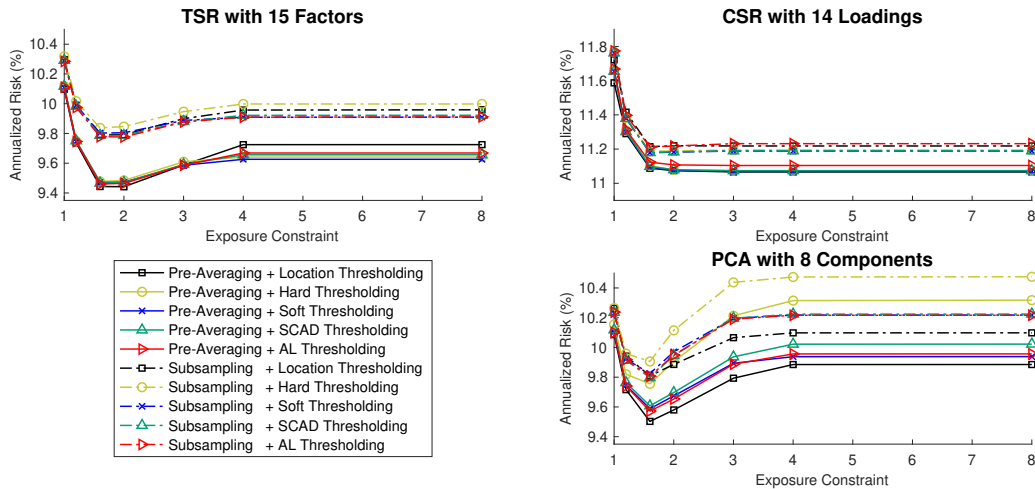 TSR with 15 Factors
Annualized Risk (%)
10.4
10.2
10
9.8
9.6
9.4
1 2 3 4 5 6 7 8
Exposure Constraint
CSR with 14 Loadings
Annualized Risk (%)
11.8
11.6
11.4
11.2
11
1 2 3 4 5 6 7 8
Exposure Constraint
Pre-Averaging + Location Thresholding
Pre-Averaging + Hard Thresholding
Pre-Averaging + Soft Thresholding
Pre-Averaging + SCAD Thresholding
Pre-Averaging + AL Thresholding
Subsampling + Location Thresholding
Subsampling + Hard Thresholding
Subsampling + Soft Thresholding
Subsampling + SCAD Thresholding
Subsampling + AL Thresholding
PCA with 8 Components
Annualized Risk (%)
10.4
10.2
10
9.8
9.6
9.4
1 2 3 4 5 6 7 8
Exposure Constraint